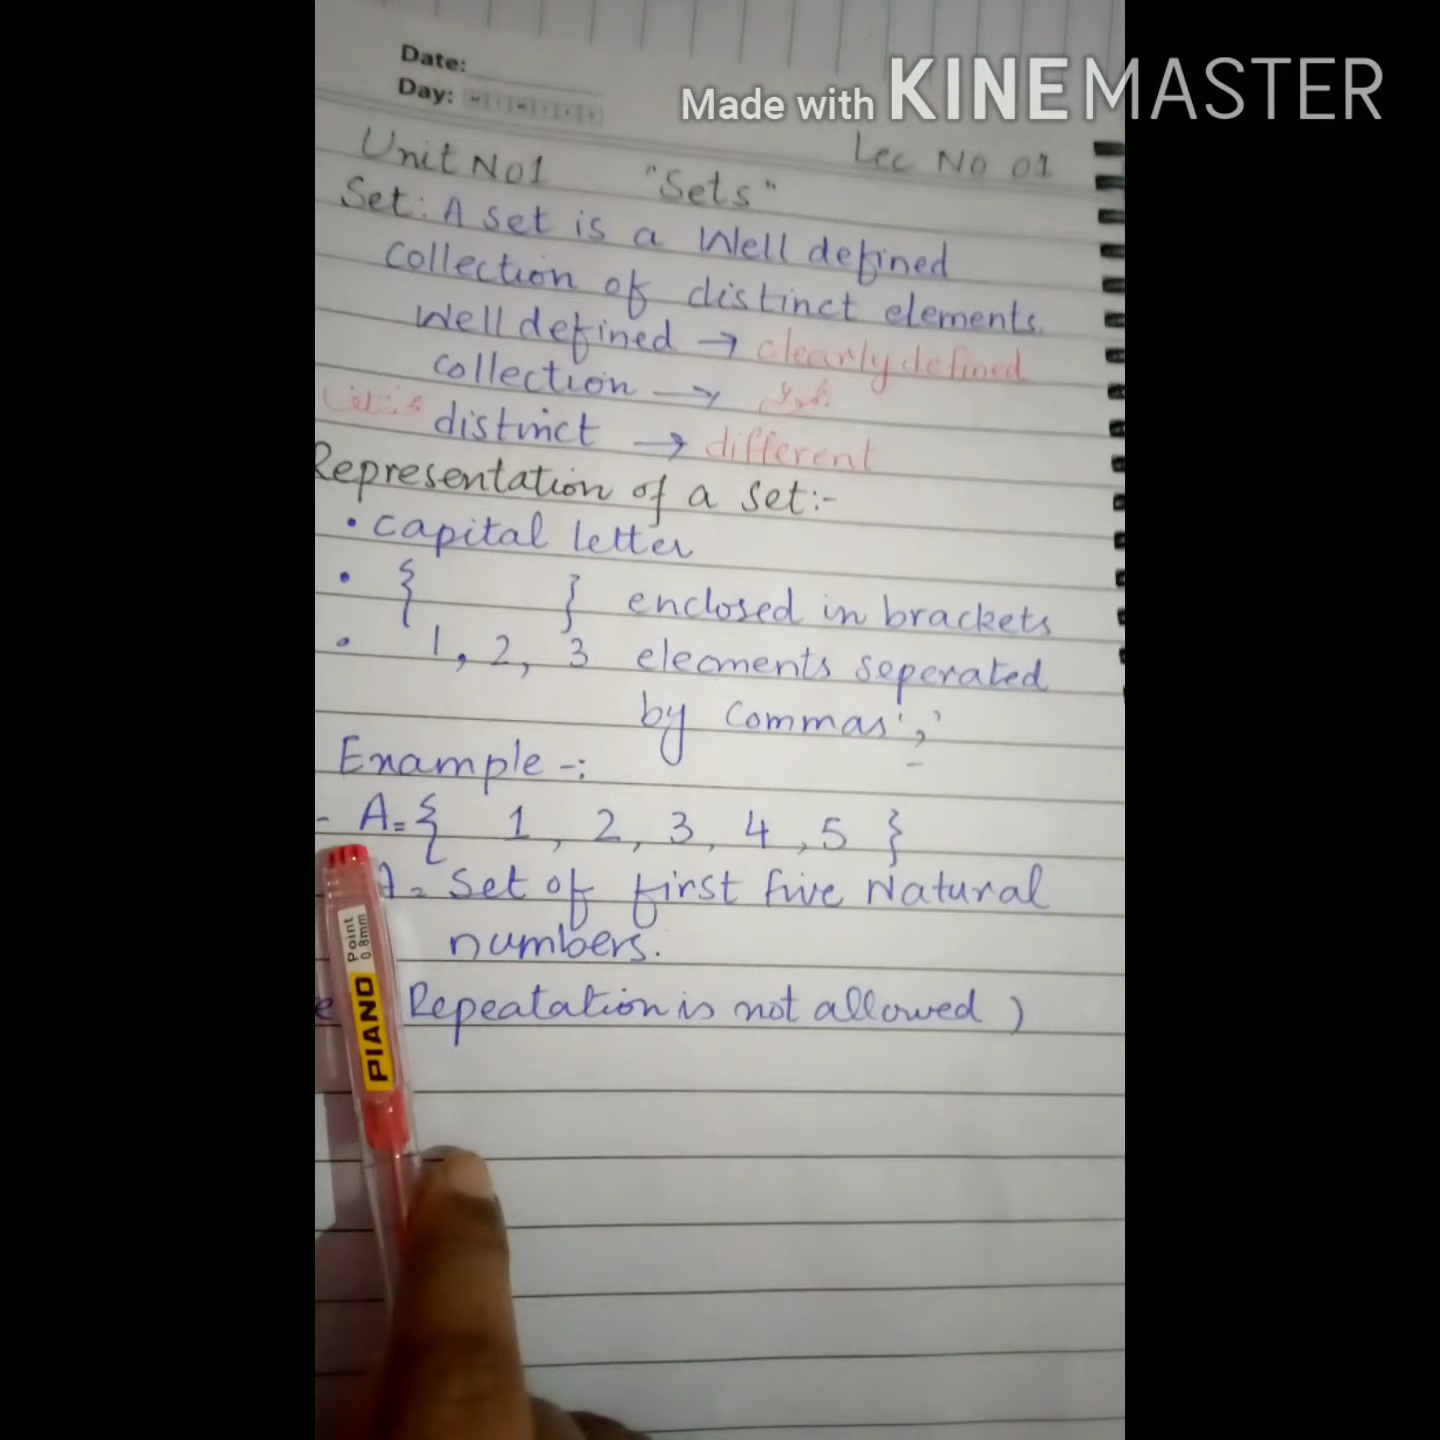 Date:
Day:
Made with KINEMASTER
Lec No 01
Unit No1 "Sets"
Set: A set is a Well defined
collection of distinct elements.
Well defined → clearly defined
collection →
مختلف distinct → different
Representation of a set:-
• capital letter
• { } enclosed in brackets
• 1, 2, 3 elecments seperated
by commas ','
Example -:
- A = { 1, 2, 3, 4, 5 }
A = Set of first five Natural
numbers.
Repeatation is not allowed )
Point
0.8mm
PIANO